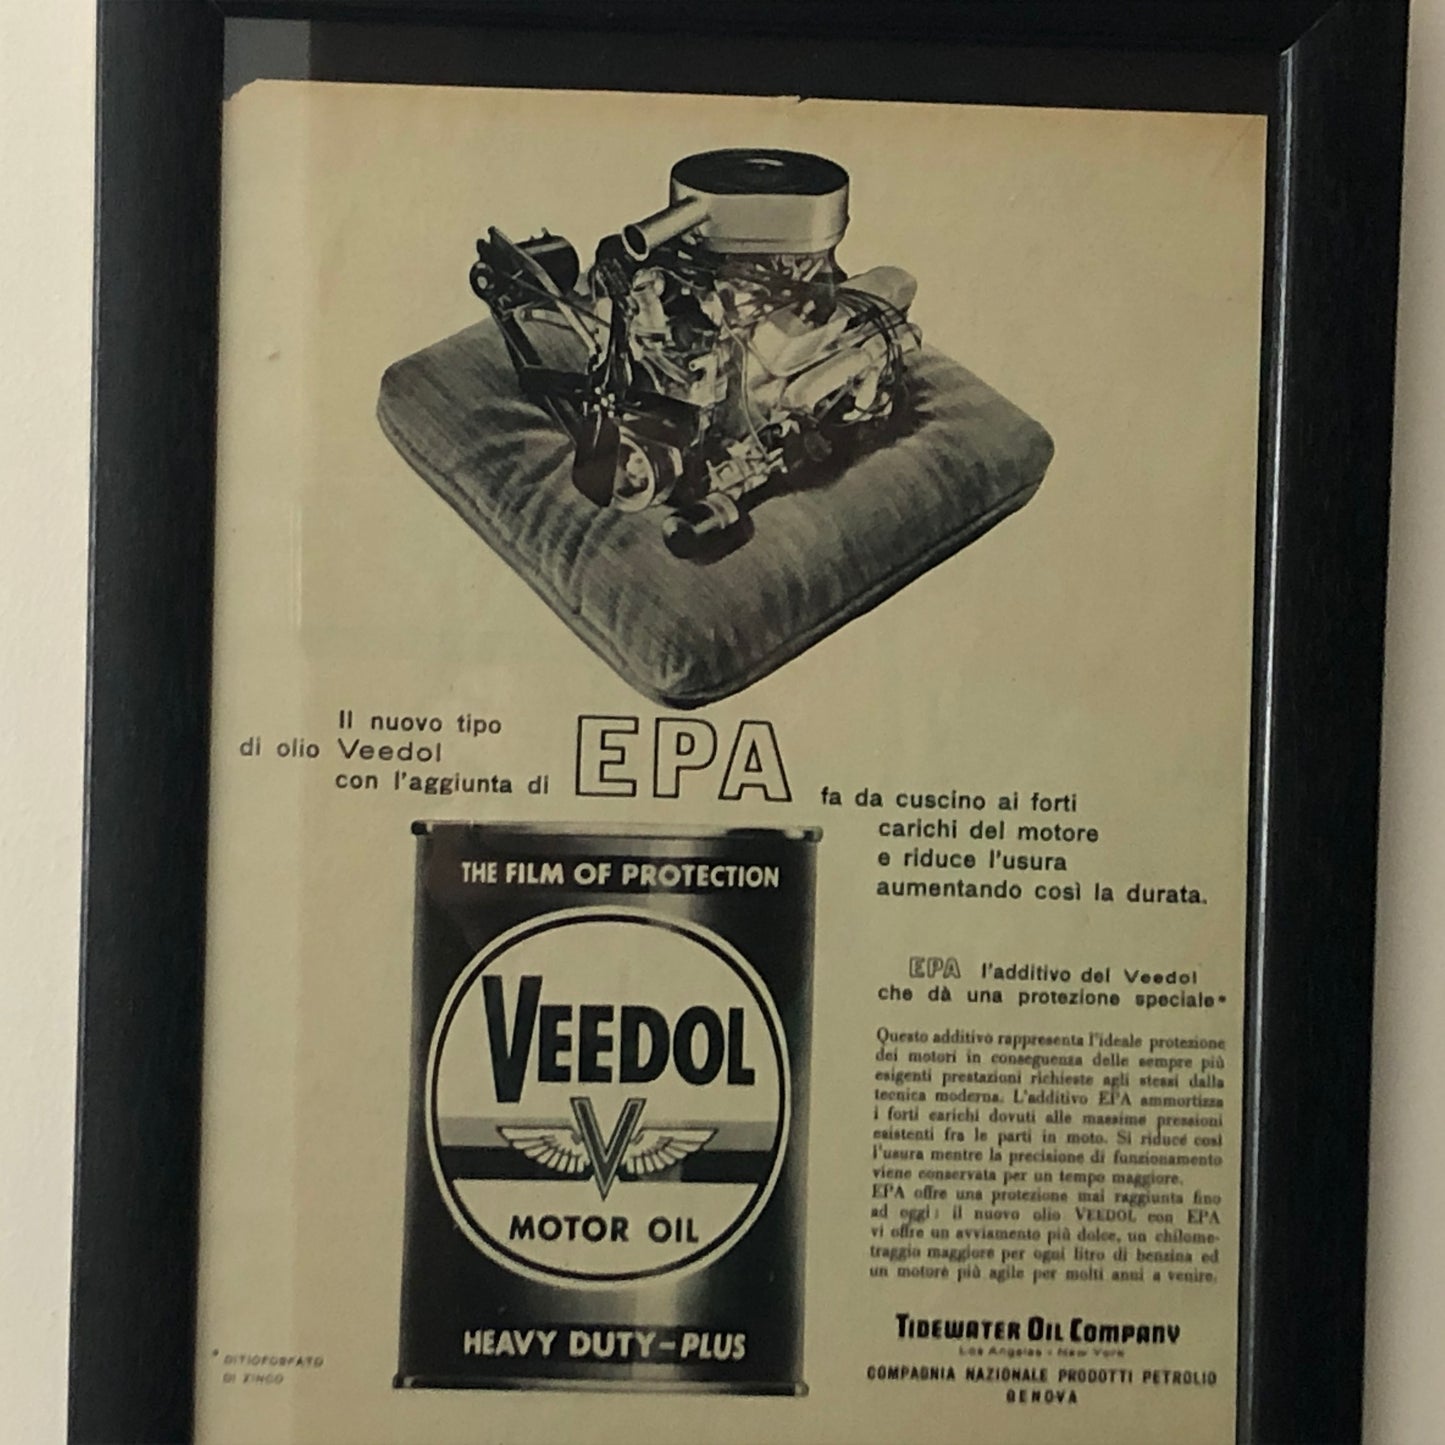 Il nuovo tipo
di olio Veedol
con l'aggiunta di
EPA
fa da cuscino ai forti
carichi del motore
e riduce l'usura
aumentando così la durata.
THE FILM OF PROTECTION
VEEDOL
V
MOTOR OIL
HEAVY DUTY-PLUS
EPA l'additivo del Veedol
che dà una protezione speciale*
Questo additivo rappresenta l'ideale protezione
dei motori in conseguenza delle sempre più
esigenti prestazioni richieste agli stessi dalla
tecnica moderna. L'additivo EPA ammortizza
i forti carichi dovuti alle massime pressioni
esistenti fra le parti in moto. Si riduce così
l'usura mentre la precisione di funzionamento
viene conservata per un tempo maggiore.
EPA offre una protezione mai raggiunta fino
ad oggi: il nuovo olio VEEDOL con EPA
vi offre un avviamento più dolce, un chilome-
traggio maggiore per ogni litro di benzina ed
un motore più agile per molti anni a venire.
TIDEWATER OIL COMPANY
Los Angeles - New York
COMPAGNIA NAZIONALE PRODOTTI PETROLIO
GENOVA
* DITIOFOSFATO
DI ZINCO